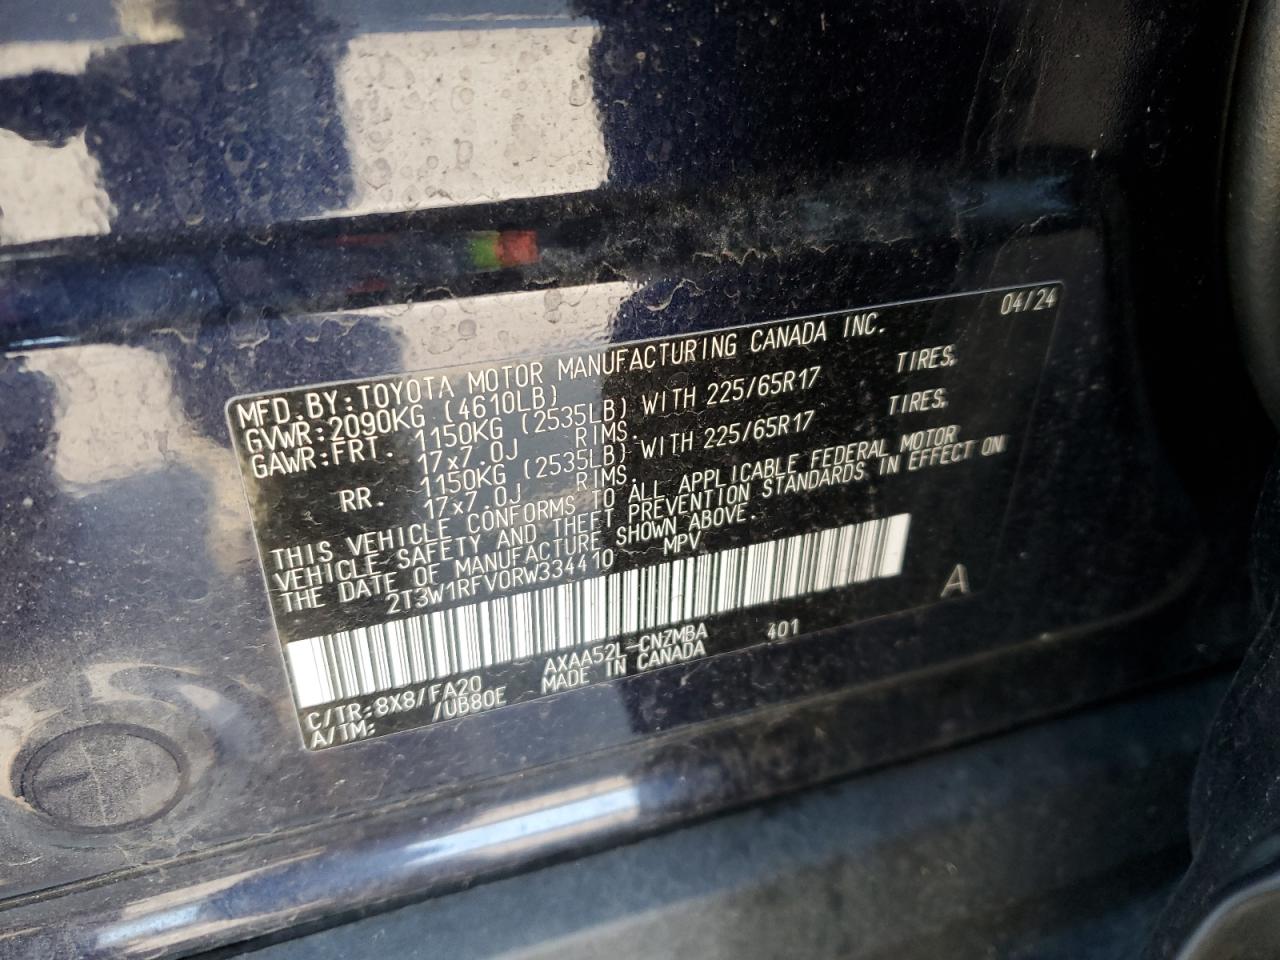 04/24
MFD.BY:TOYOTA MOTOR MANUFACTURING CANADA INC.
GVWR:2090KG (4610LB)
GAWR:FRT. 1150KG (2535LB) WITH 225/65R17 TIRES,
17x7.0J RIMS.
RR. 1150KG (2535LB) WITH 225/65R17 TIRES,
17x7.0J RIMS.
THIS VEHICLE CONFORMS TO ALL APPLICABLE FEDERAL MOTOR
VEHICLE SAFETY AND THEFT PREVENTION STANDARDS IN EFFECT ON
THE DATE OF MANUFACTURE SHOWN ABOVE.
2T3W1RFV0RW334410 MPV
A
C/TR:8X8/FA20 AXAA52L-CNZMBA 401
A/TM: /UB80E MADE IN CANADA